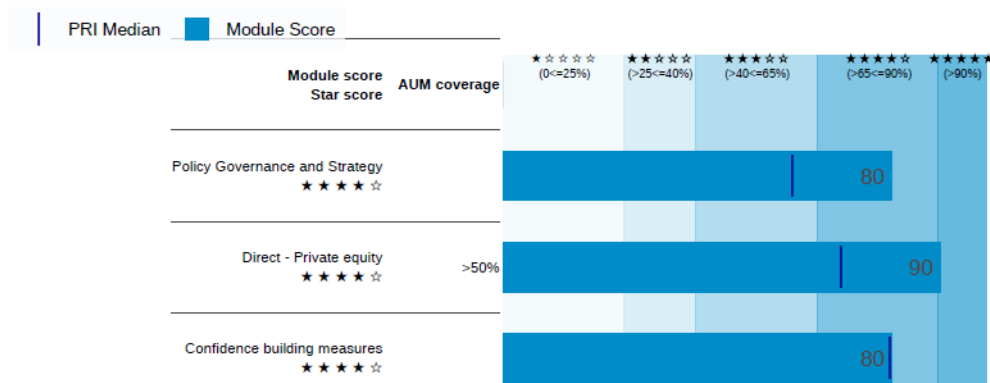 PRI Median Module Score
Module score
Star score
AUM coverage
★☆☆☆☆ ★★☆☆☆ ★★★☆☆ ★★★★☆ ★★★★★
(0<=25%) (>25<=40%) (>40<=65%) (>65<=90%) (>90%)
Policy Governance and Strategy
★★★★☆
80
Direct - Private equity
★★★★☆
>50%
90
Confidence building measures
★★★★☆
80